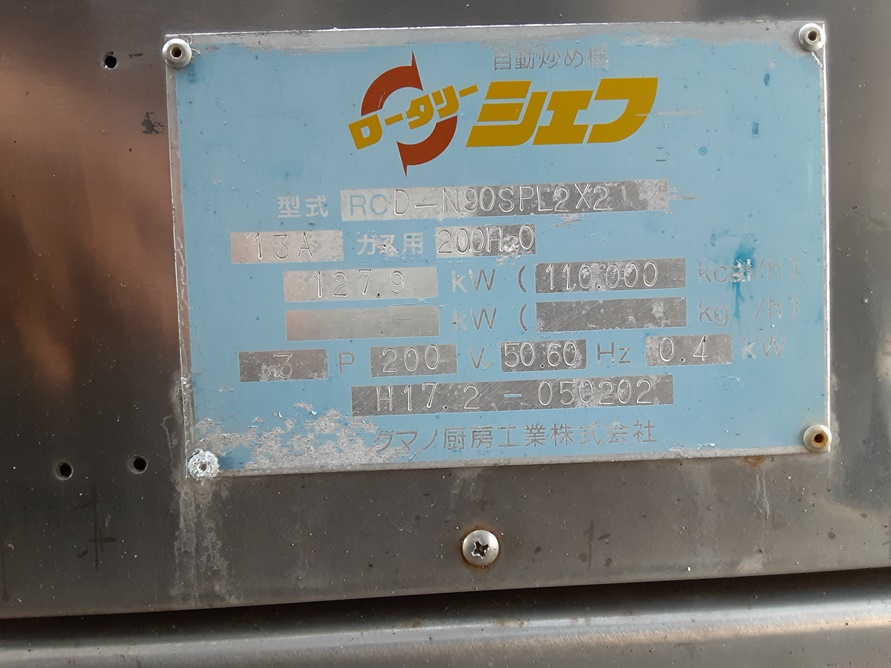 自動炒め機
ロータリーシェフ
型式 RCD-N90SPL2X2
13A ガス用 200H2O
127.9 kW ( 110.000 kcal/h)
- kW ( - kg/h)
3 P 200 V 50.60 Hz 0.4 kW
H17.2-050202
クマノ厨房工業株式会社